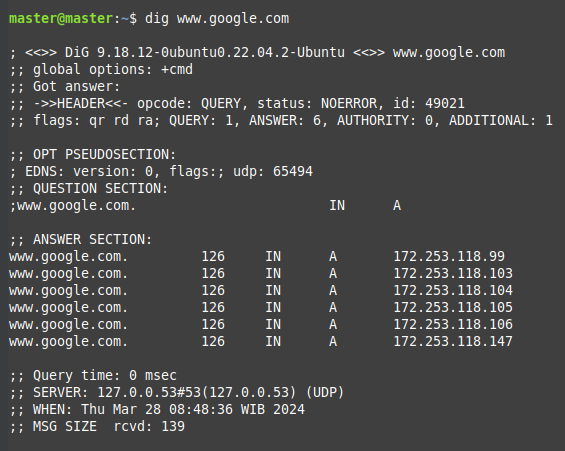 master@master:~$ dig www.google.com

; <<>> DiG 9.18.12-0ubuntu0.22.04.2-Ubuntu <<>> www.google.com
;; global options: +cmd
;; Got answer:
;; ->>HEADER<<- opcode: QUERY, status: NOERROR, id: 49021
;; flags: qr rd ra; QUERY: 1, ANSWER: 6, AUTHORITY: 0, ADDITIONAL: 1

;; OPT PSEUDOSECTION:
; EDNS: version: 0, flags:; udp: 65494
;; QUESTION SECTION:
;www.google.com.			IN	A

;; ANSWER SECTION:
www.google.com.		126	IN	A	172.253.118.99
www.google.com.		126	IN	A	172.253.118.103
www.google.com.		126	IN	A	172.253.118.104
www.google.com.		126	IN	A	172.253.118.105
www.google.com.		126	IN	A	172.253.118.106
www.google.com.		126	IN	A	172.253.118.147

;; Query time: 0 msec
;; SERVER: 127.0.0.53#53(127.0.0.53) (UDP)
;; WHEN: Thu Mar 28 08:48:36 WIB 2024
;; MSG SIZE  rcvd: 139